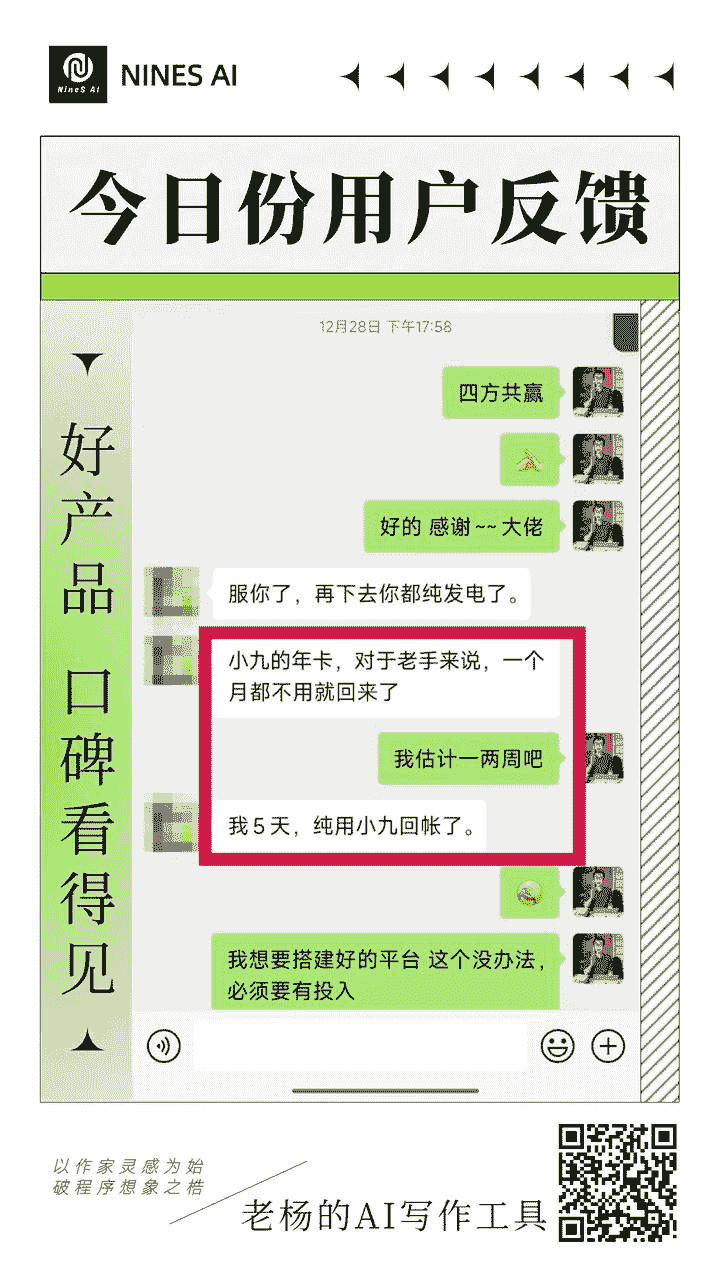 NineS AI
NINES AI
今日份用户反馈
好产品 口碑看得见
12月28日 下午17:58
四方共赢
好的 感谢~~大佬
服你了，再下去你都纯发电了。
小九的年卡，对于老手来说，一个
月都不用就回来了
我估计一两周吧
我5天，纯用小九回帐了。
我想要搭建好的平台 这个没办法，
必须要有投入
以作家灵感为始
破程序想象之梏
老杨的AI写作工具